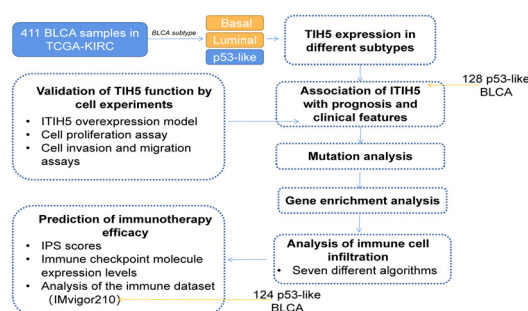 411 BLCA samples in
TCGA-KIRC
BLCA subtype
Basal
Luminal
p53-like
TIH5 expression in
different subtypes
Validation of TIH5 function by
cell experiments
• ITIH5 overexpression model
• Cell proliferation assay
• Cell invasion and migration
assays
Association of ITIH5
with prognosis and
clinical features
128 p53-like
BLCA
Mutation analysis
Gene enrichment analysis
Analysis of immune cell
infiltration
• Seven different algorithms
Prediction of immunotherapy
efficacy
• IPS scores
• Immune checkpoint molecule
expression levels
• Analysis of the immune dataset
（IMvigor210）
124 p53-like
BLCA